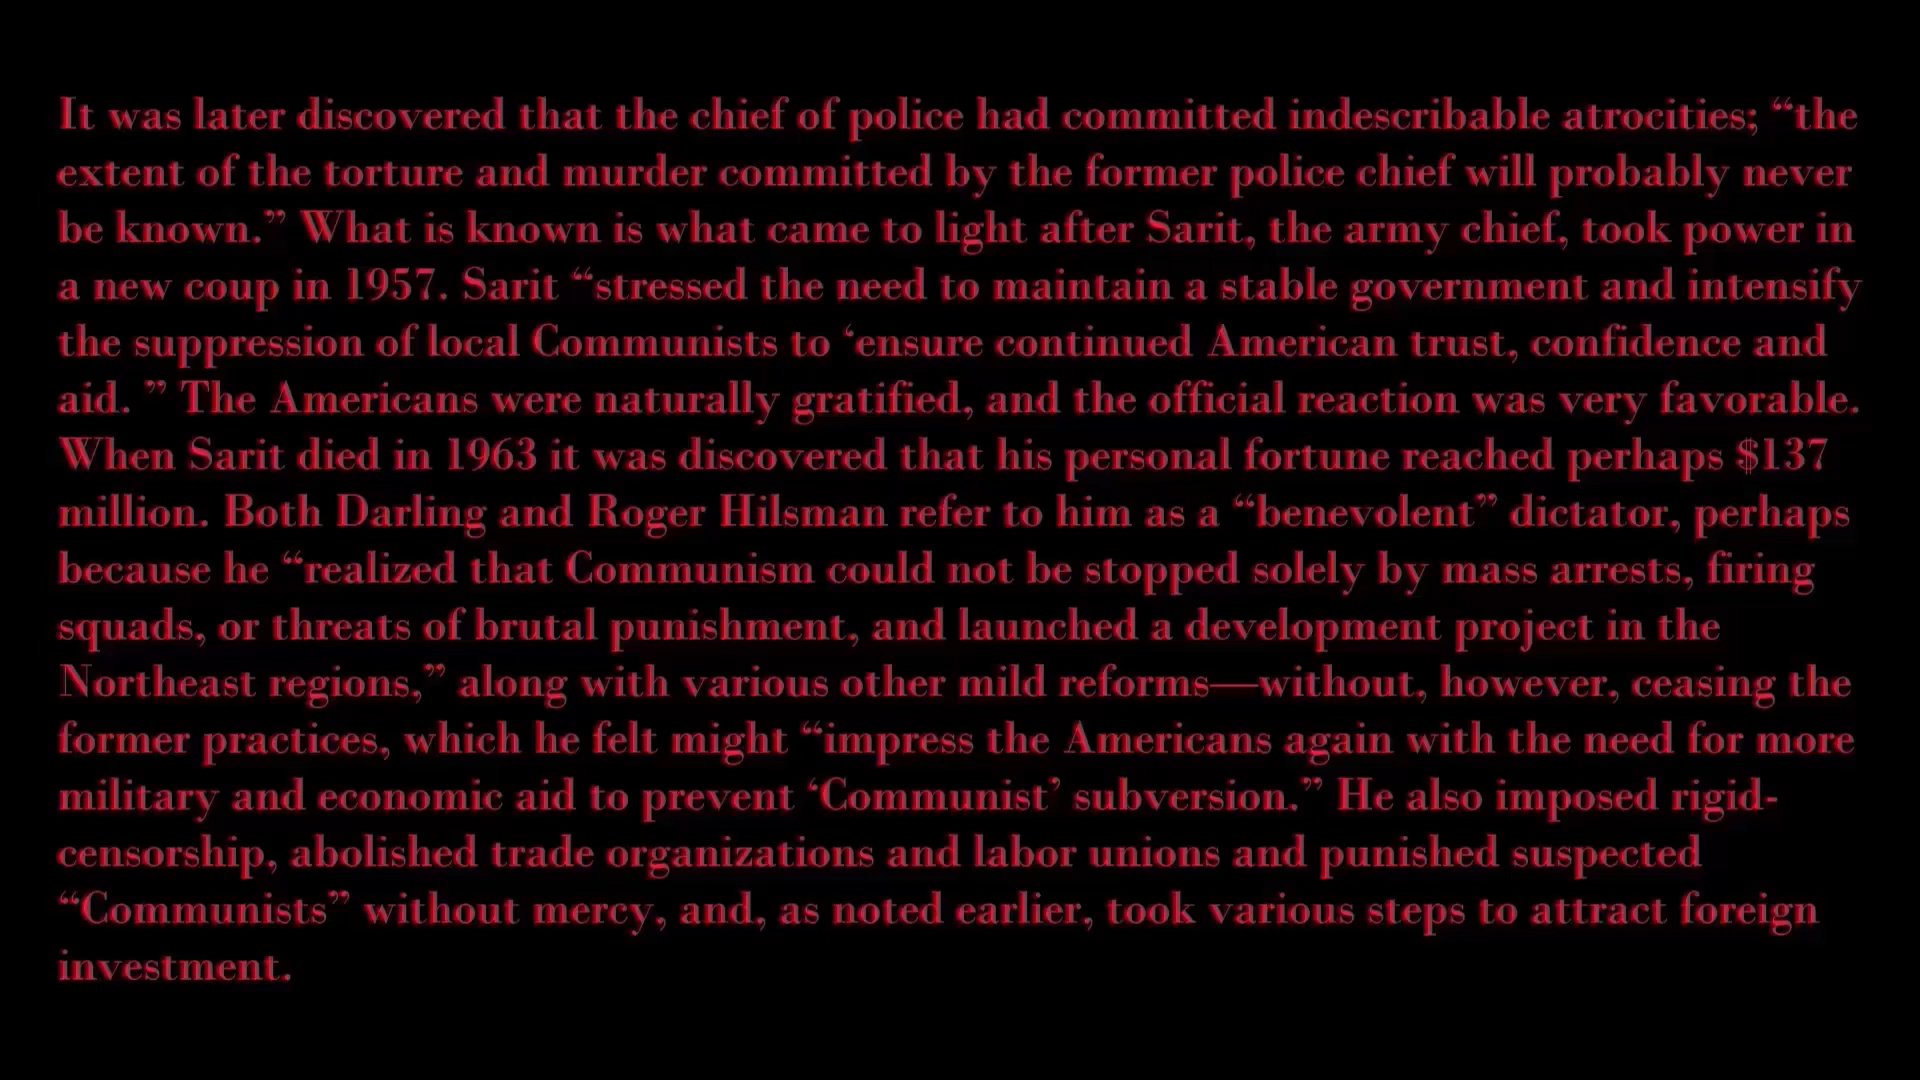 It was later discovered that the chief of police had committed indescribable atrocities; “the
extent of the torture and murder committed by the former police chief will probably never
be known.” What is known is what came to light after Sarit, the army chief, took power in
a new coup in 1957. Sarit “stressed the need to maintain a stable government and intensify
the suppression of local Communists to ‘ensure continued American trust, confidence and
aid. ” The Americans were naturally gratified, and the official reaction was very favorable.
When Sarit died in 1963 it was discovered that his personal fortune reached perhaps $137
million. Both Darling and Roger Hilsman refer to him as a “benevolent” dictator, perhaps
because he “realized that Communism could not be stopped solely by mass arrests, firing
squads, or threats of brutal punishment, and launched a development project in the
Northeast regions,” along with various other mild reforms—without, however, ceasing the
former practices, which he felt might “impress the Americans again with the need for more
military and economic aid to prevent ‘Communist’ subversion.” He also imposed rigid-
censorship, abolished trade organizations and labor unions and punished suspected
“Communists” without mercy, and, as noted earlier, took various steps to attract foreign
investment.